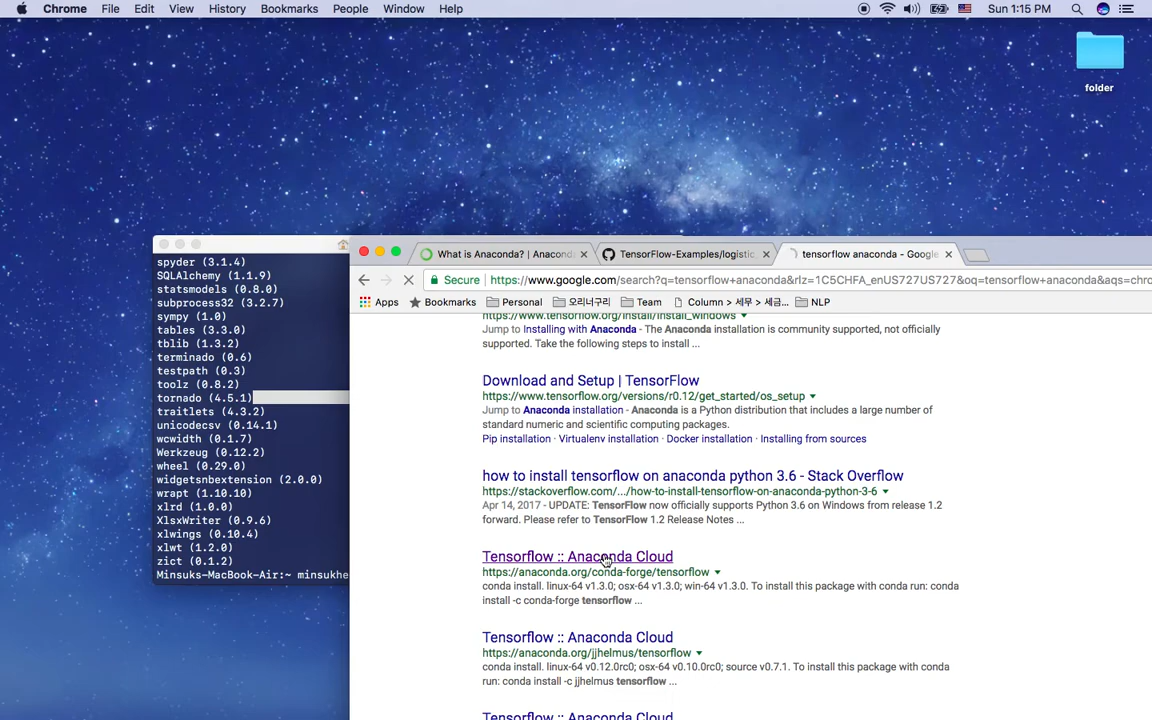 Chrome File Edit View History Bookmarks People Window Help Sun 1:15 PM
folder
spyder (3.1.4)
SQLAlchemy (1.1.9)
statsmodels (0.8.0)
subprocess32 (3.2.7)
sympy (1.0)
tables (3.3.0)
tblib (1.3.2)
terminado (0.6)
testpath (0.3)
toolz (0.8.2)
tornado (4.5.1)
traitlets (4.3.2)
unicodecsv (0.14.1)
wcwidth (0.1.7)
Werkzeug (0.12.2)
wheel (0.29.0)
widgetsnbextension (2.0.0)
wrapt (1.10.10)
xlrd (1.0.0)
XlsxWriter (0.9.6)
xlwings (0.10.4)
xlwt (1.2.0)
zict (0.1.2)
Minsuks-MacBook-Air:~ minsukhe
What is Anaconda? | Anaconda TensorFlow-Examples/logistic_ tensorflow anaconda - Google
Secure https://www.google.com/search?q=tensorflow+anaconda&rlz=1C5CHFA_enUS727US727&oq=tensorflow+anaconda&aqs=chro
Apps Bookmarks Personal 오리너구리 Team Column > 세무 > 세금... NLP
https://www.tensorflow.org/install/install_windows
Jump to Installing with Anaconda - The Anaconda installation is community supported, not officially
supported. Take the following steps to install ...
Download and Setup | TensorFlow
https://www.tensorflow.org/versions/r0.12/get_started/os_setup
Jump to Anaconda installation - Anaconda is a Python distribution that includes a large number of
standard numeric and scientific computing packages.
Pip installation · Virtualenv installation · Docker installation · Installing from sources
how to install tensorflow on anaconda python 3.6 - Stack Overflow
https://stackoverflow.com/.../how-to-install-tensorflow-on-anaconda-python-3-6
Apr 14, 2017 - UPDATE: TensorFlow now officially supports Python 3.6 on Windows from release 1.2
forward. Please refer to TensorFlow 1.2 Release Notes ...
Tensorflow :: Anaconda Cloud
https://anaconda.org/conda-forge/tensorflow
conda install. linux-64 v1.3.0; osx-64 v1.3.0; win-64 v1.3.0. To install this package with conda run: conda
install -c conda-forge tensorflow ...
Tensorflow :: Anaconda Cloud
https://anaconda.org/jjhelmus/tensorflow
conda install. linux-64 v0.12.0rc0; osx-64 v0.10.0rc0; source v0.7.1. To install this package with conda
run: conda install -c jjhelmus tensorflow ...
Tensorflow :: Anaconda Cloud